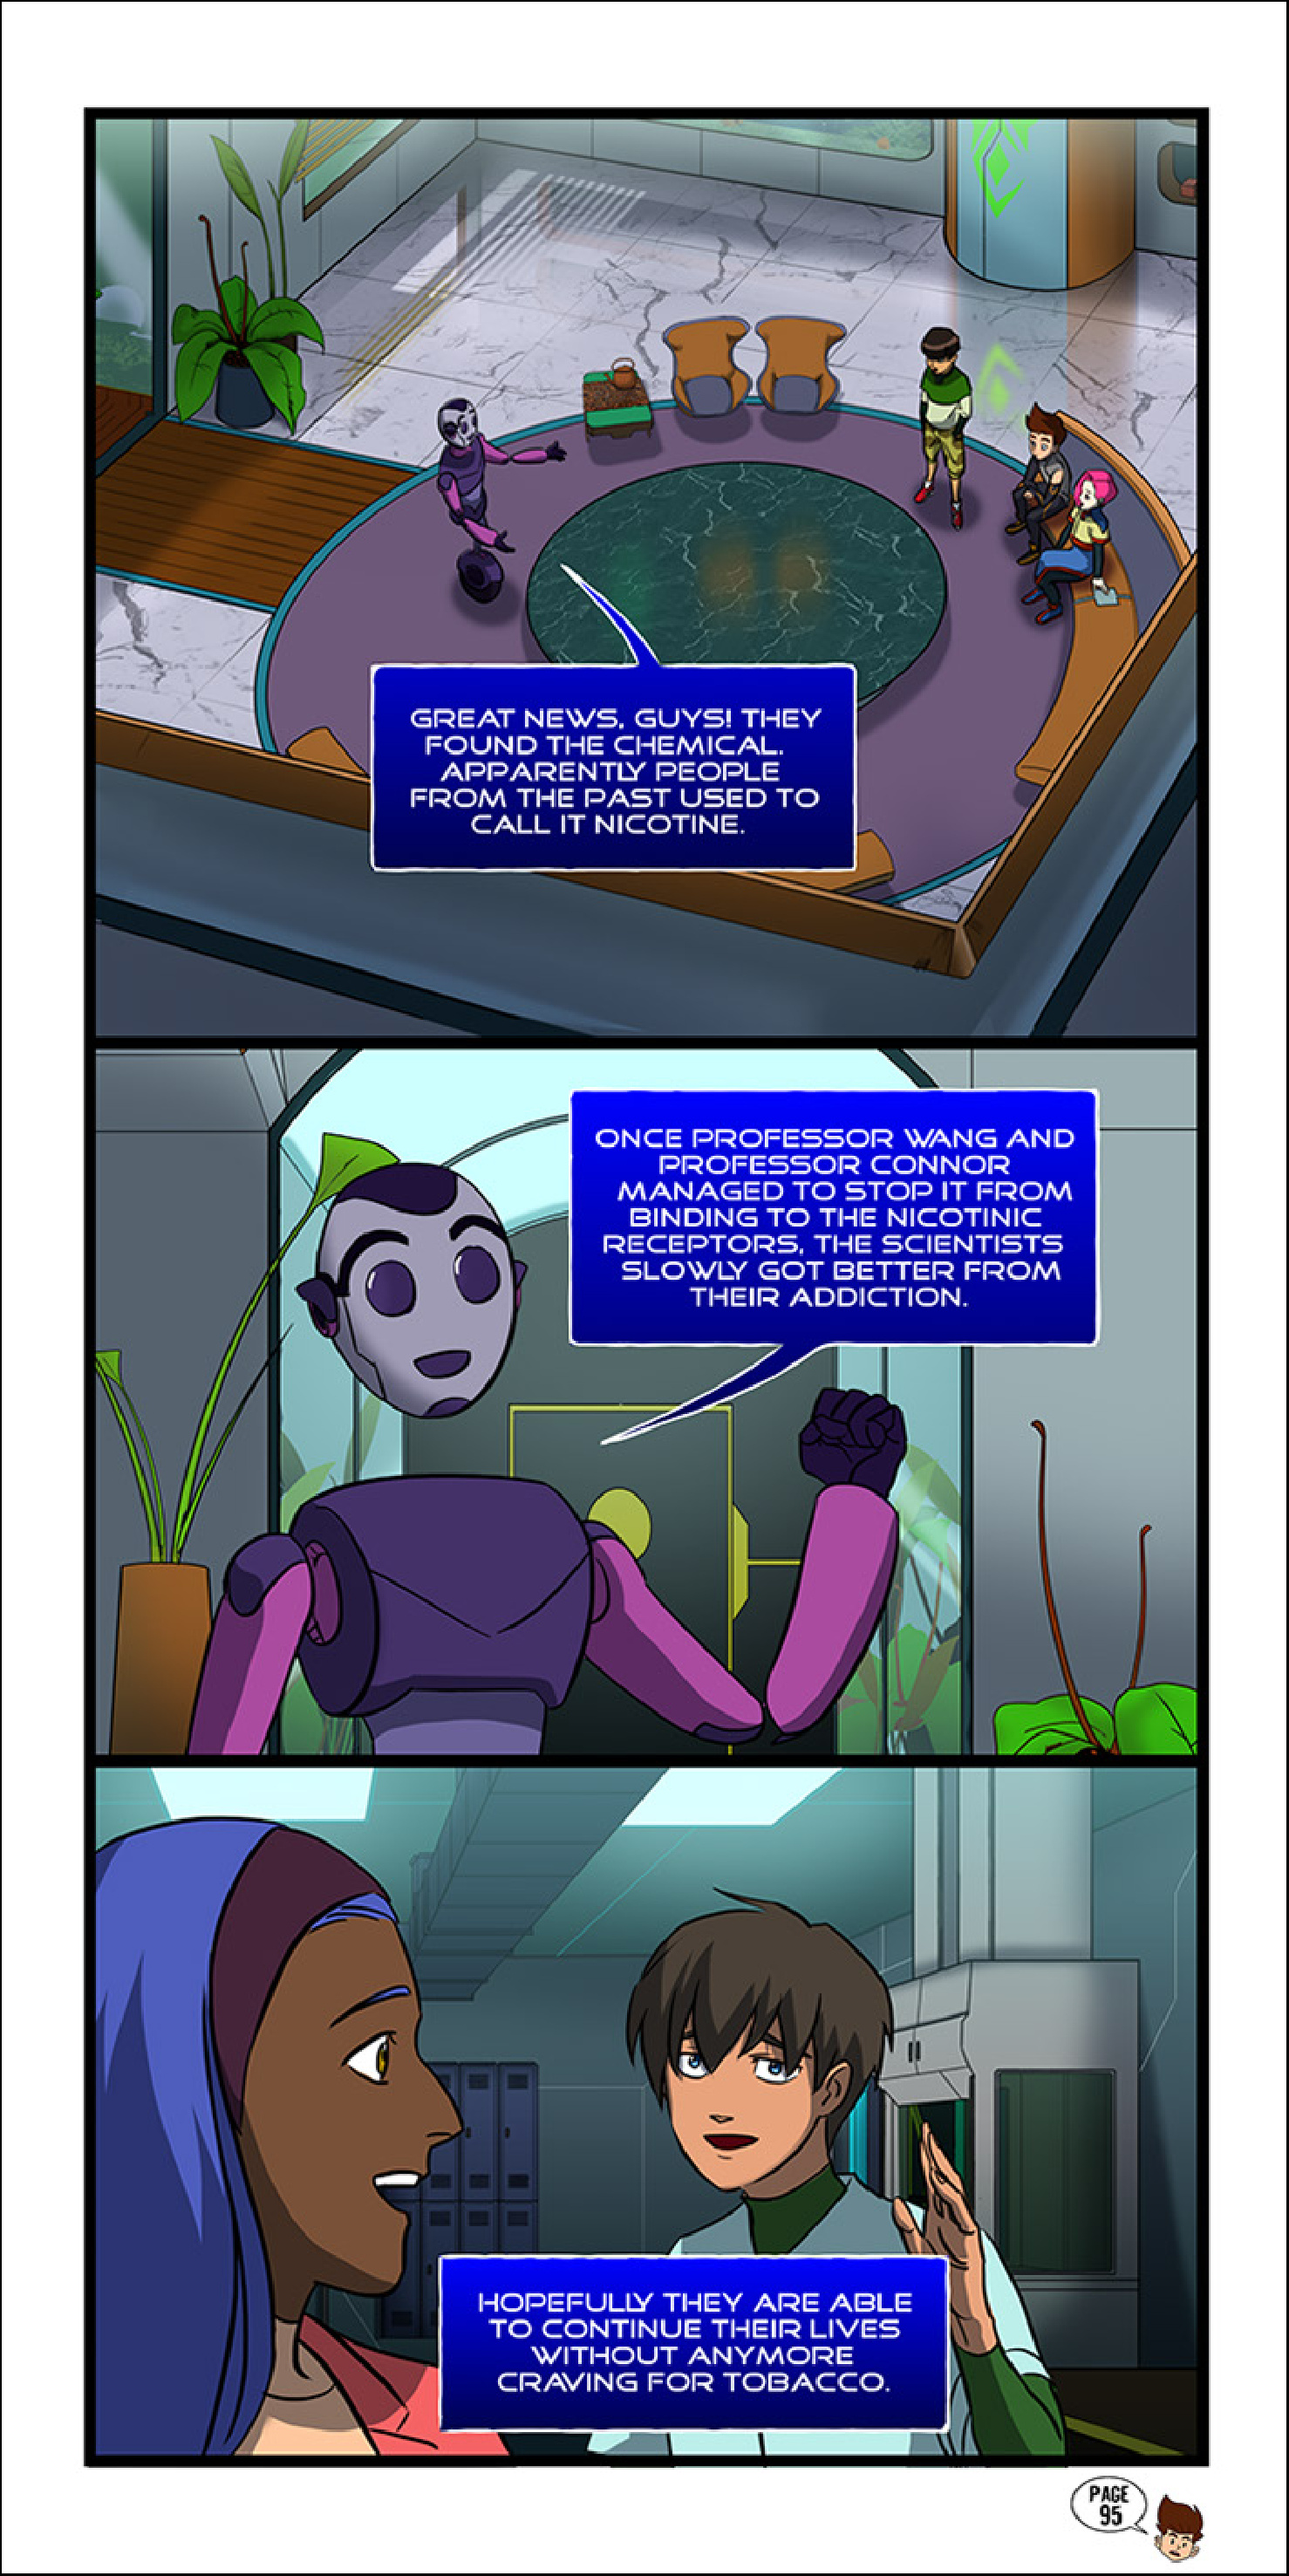 GREAT NEWS, GUYS! THEY
FOUND THE CHEMICAL.
APPARENTLY PEOPLE
FROM THE PAST USED TO
CALL IT NICOTINE.
ONCE PROFESSOR WANG AND
PROFESSOR CONNOR
MANAGED TO STOP IT FROM
BINDING TO THE NICOTINIC
RECEPTORS, THE SCIENTISTS
SLOWLY GOT BETTER FROM
THEIR ADDICTION.
HOPEFULLY THEY ARE ABLE
TO CONTINUE THEIR LIVES
WITHOUT ANYMORE
CRAVING FOR TOBACCO.
PAGE
95